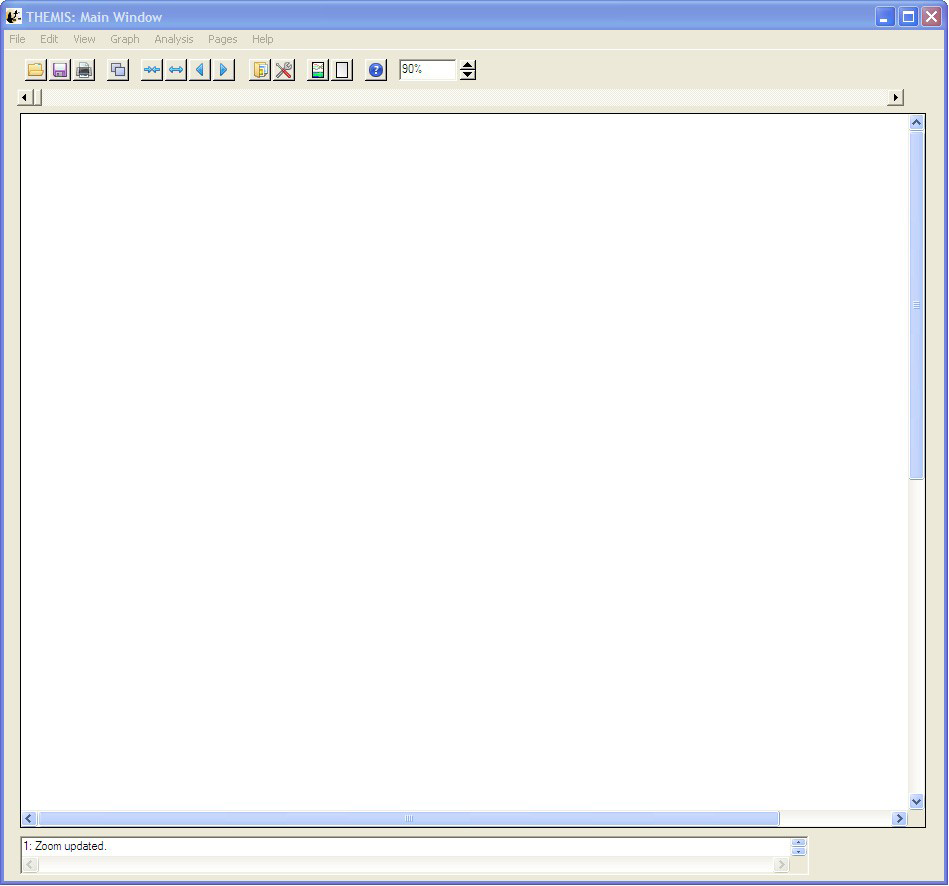 THEMIS: Main Window
File Edit View Graph Analysis Pages Help
90%
1: Zoom updated.